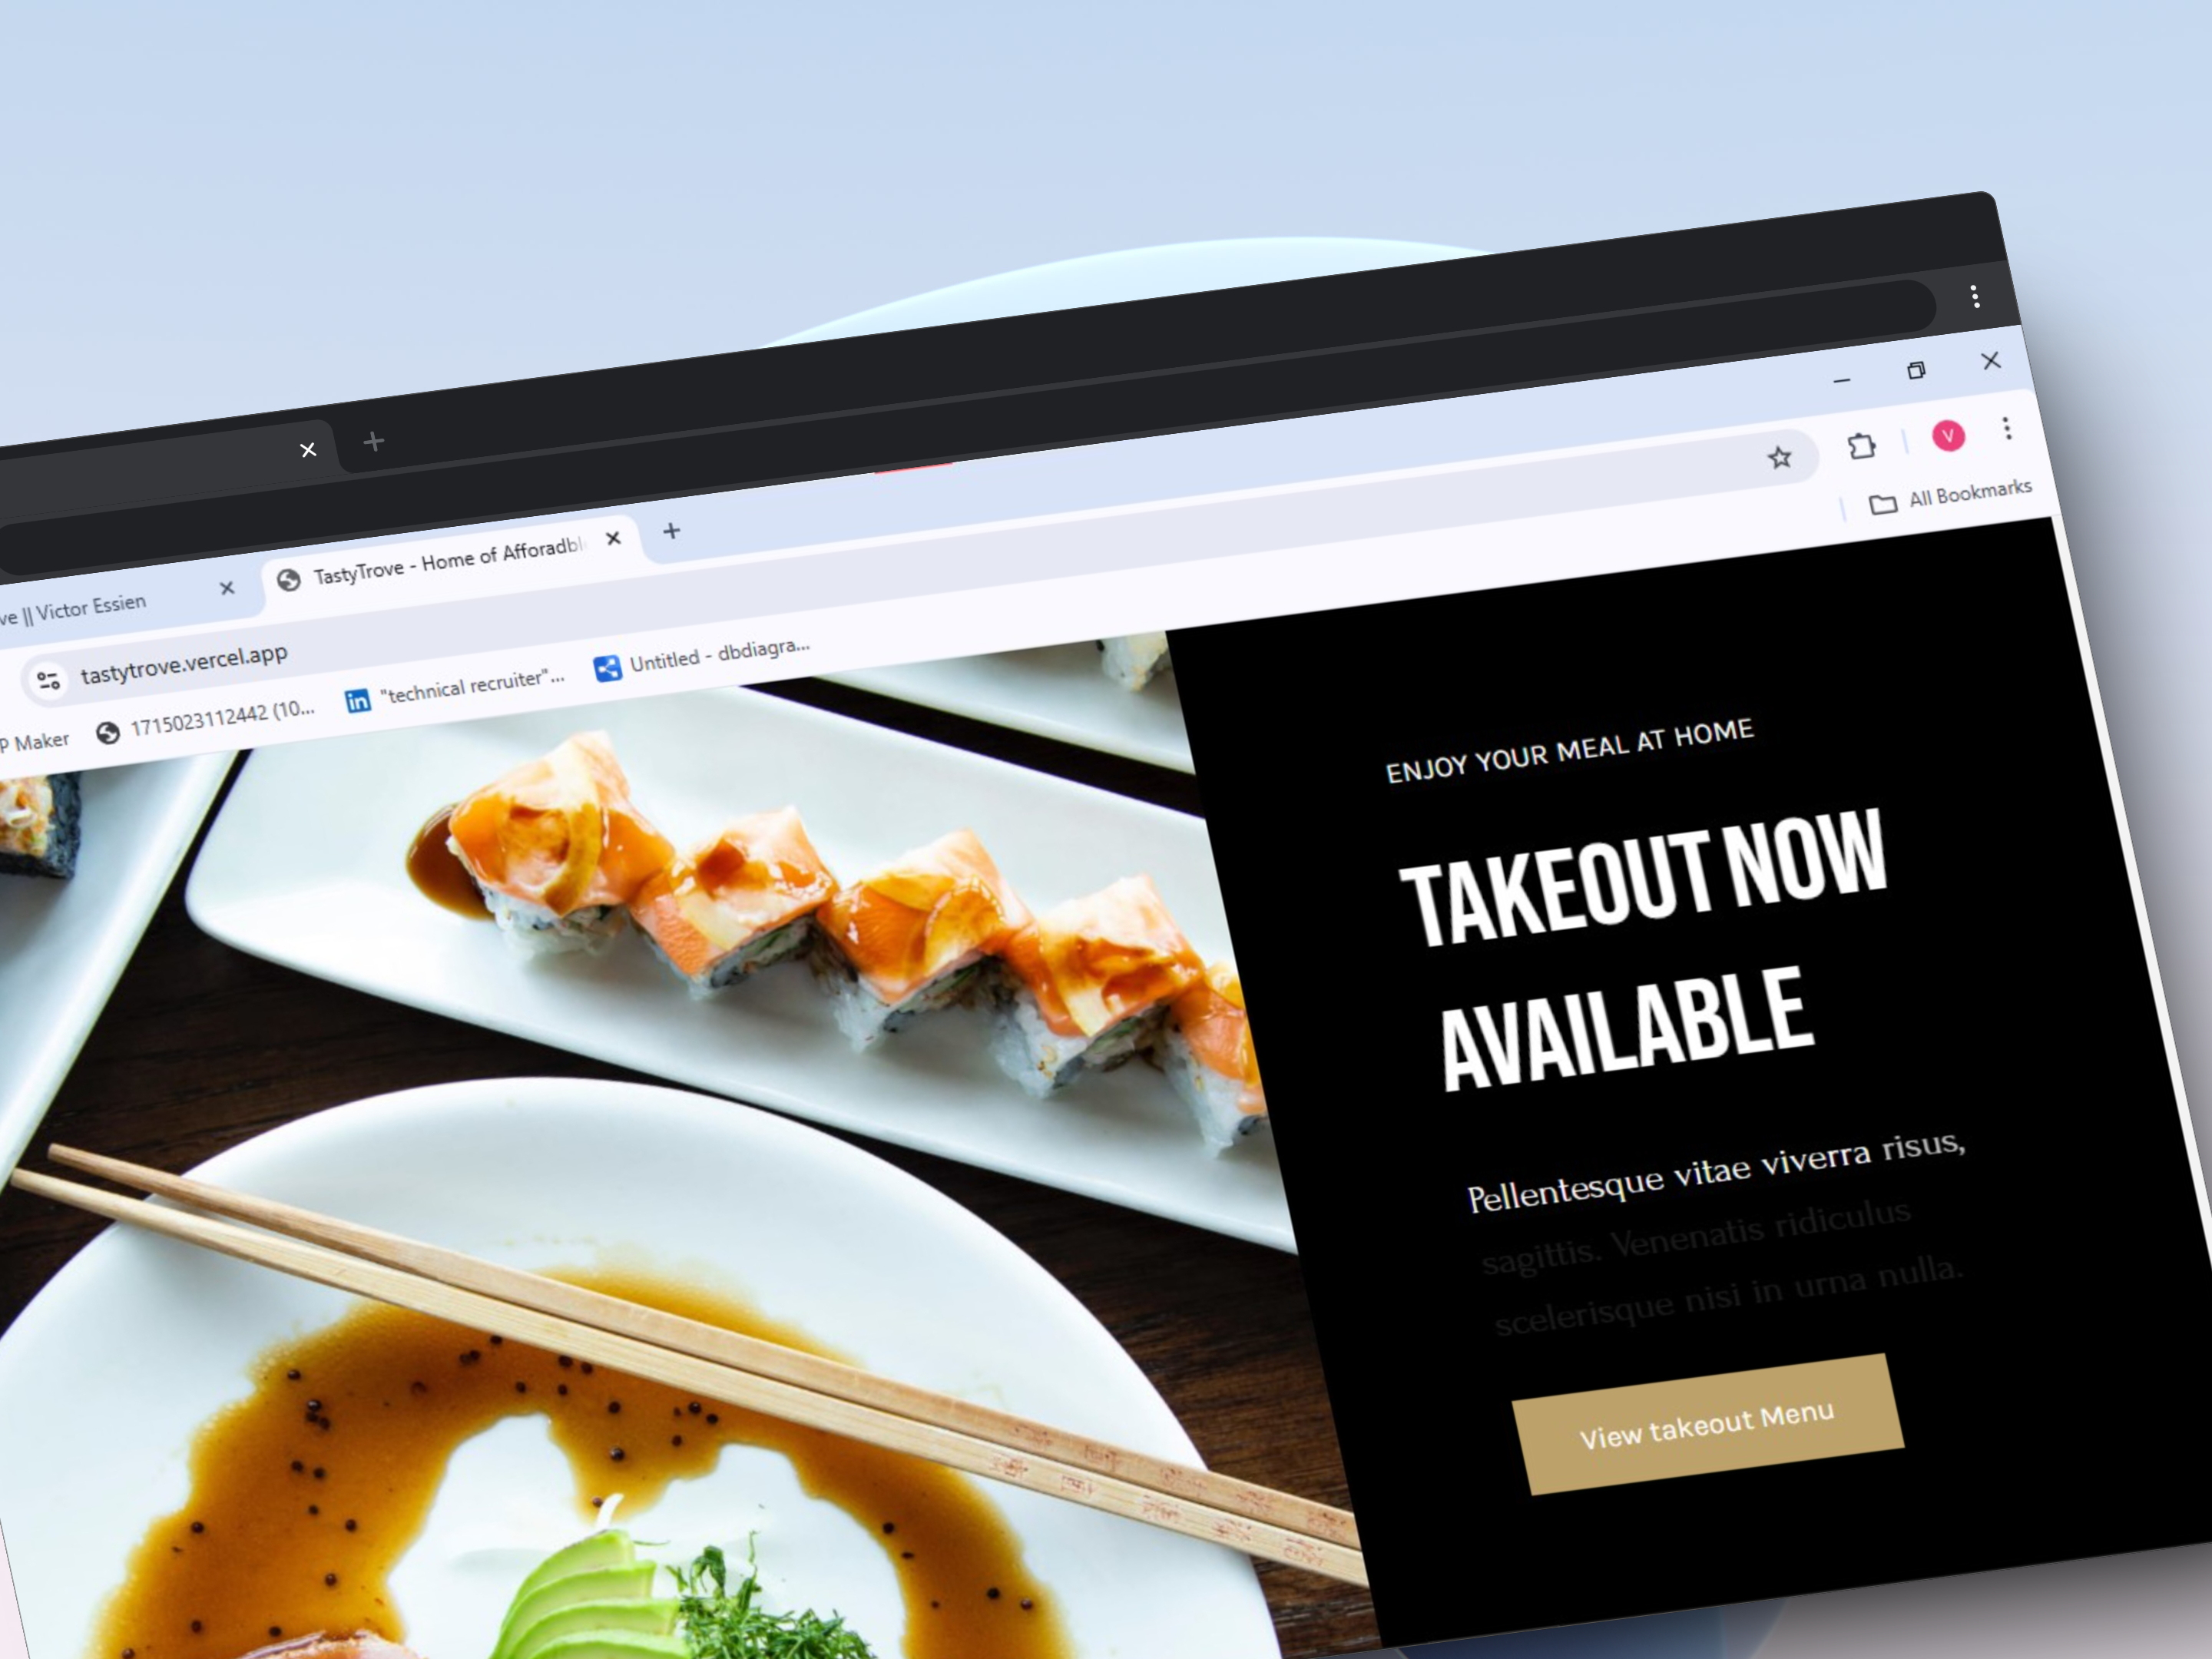 ve || Victor Essien
TastyTrove - Home of Afforadbl
tastytrove.vercel.app
P Maker
1715023112442 (10...
"technical recruiter"...
Untitled - dbdiagra...
V
All Bookmarks
ENJOY YOUR MEAL AT HOME
TAKEOUT NOW
AVAILABLE
Pellentesque vitae viverra risus,
sagittis. Venenatis ridiculus
scelerisque nisi in urna nulla.
View takeout Menu